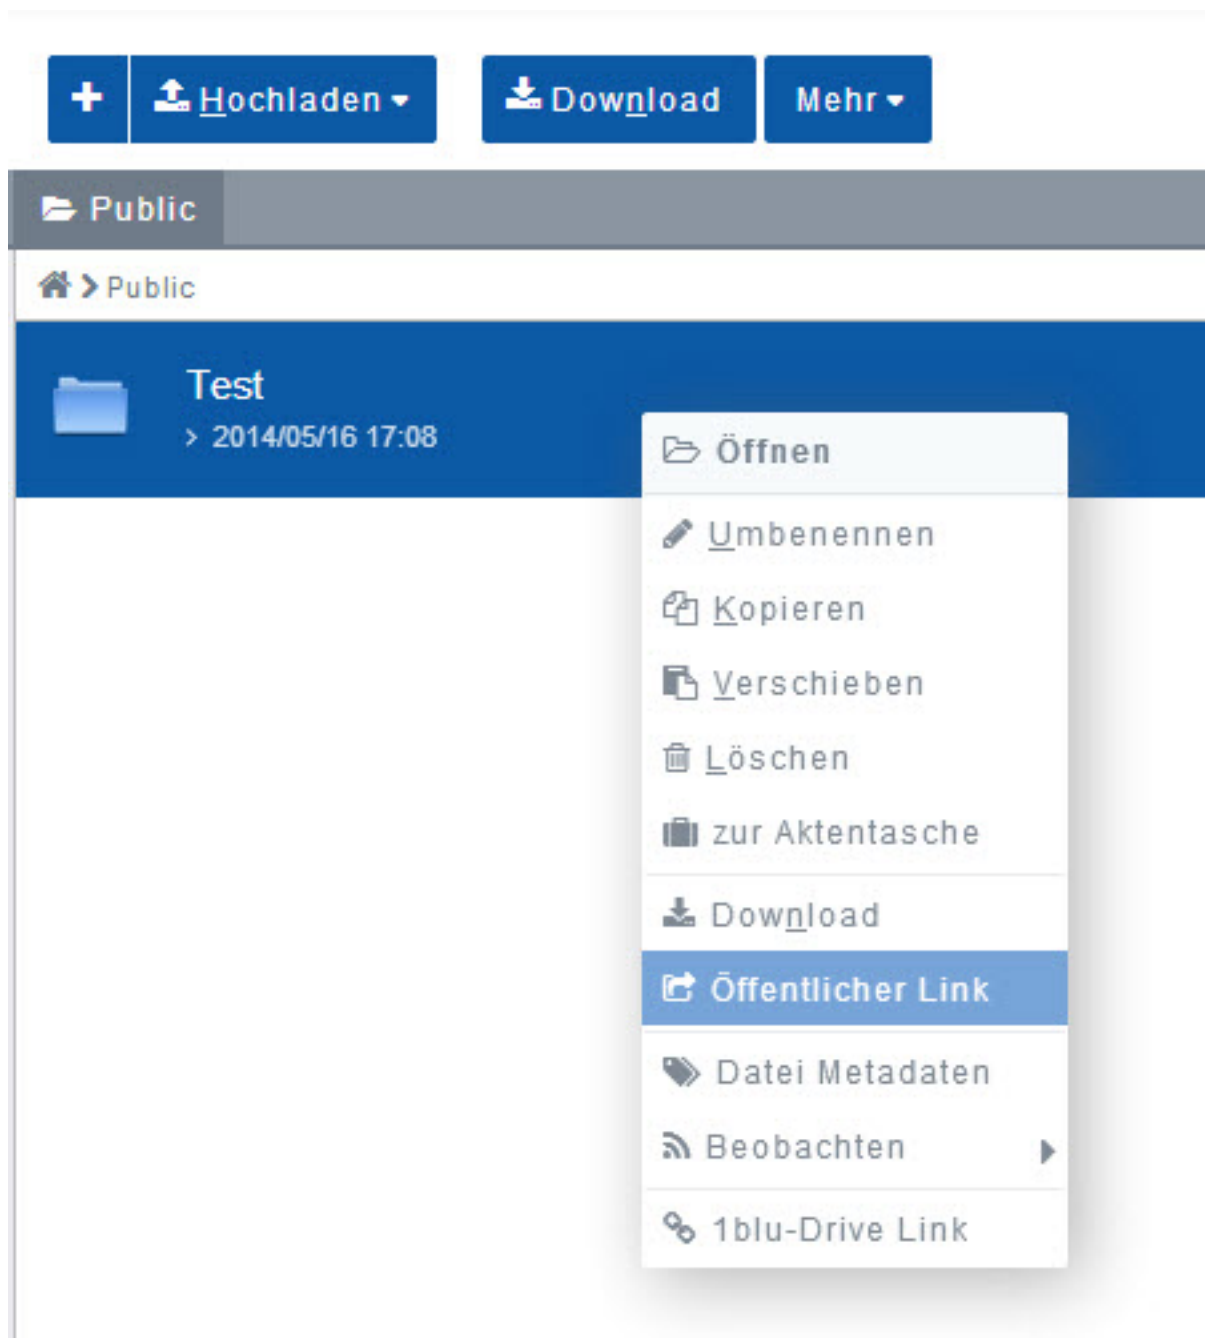 Hochladen Download Mehr
Public
Public
Test
> 2014/05/16 17:08
Öffnen
Umbenennen
Kopieren
Verschieben
Löschen
zur Aktentasche
Download
Öffentlicher Link
Datei Metadaten
Beobachten
1blu-Drive Link